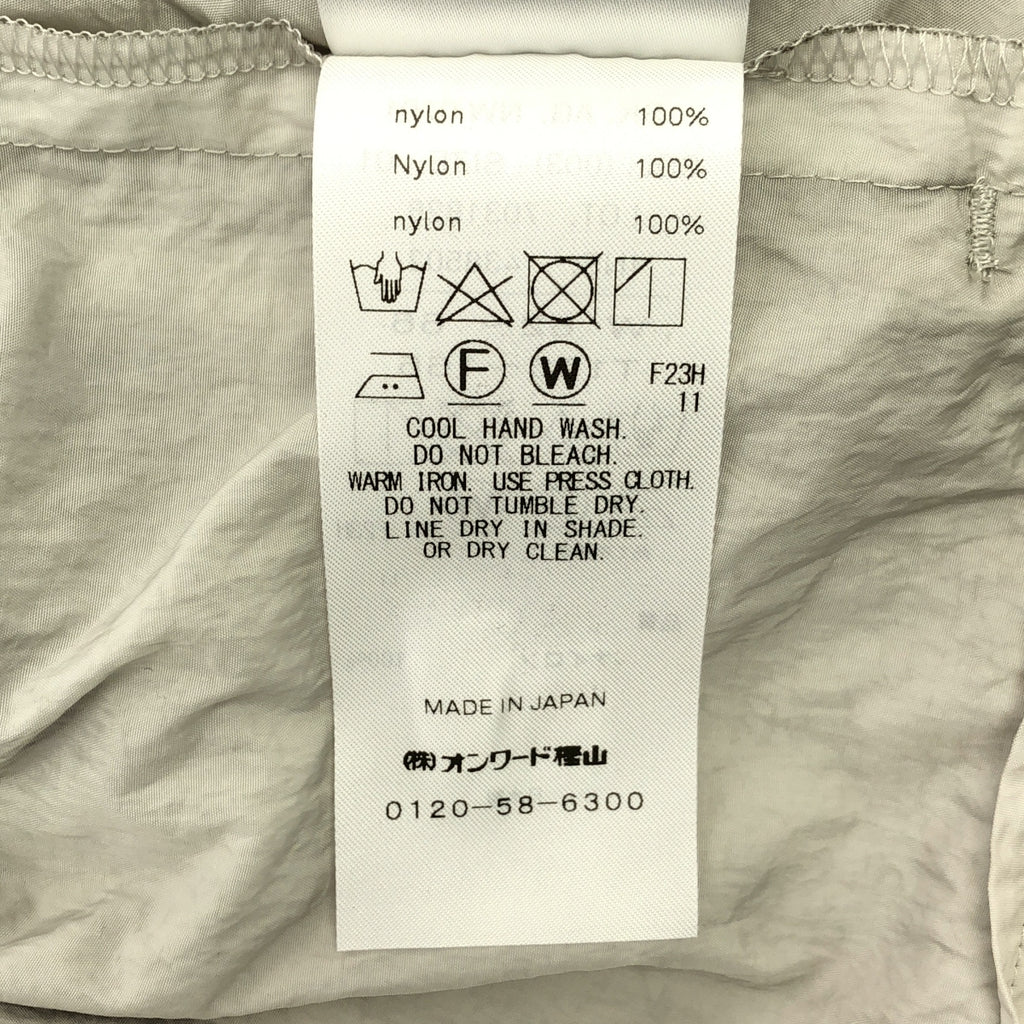 nylon 100%
Nylon 100%
nylon 100%
F W F23H
11
COOL HAND WASH.
DO NOT BLEACH.
WARM IRON. USE PRESS CLOTH.
DO NOT TUMBLE DRY.
LINE DRY IN SHADE.
OR DRY CLEAN.
MADE IN JAPAN
㈱オンワード樫山
0120-58-6300